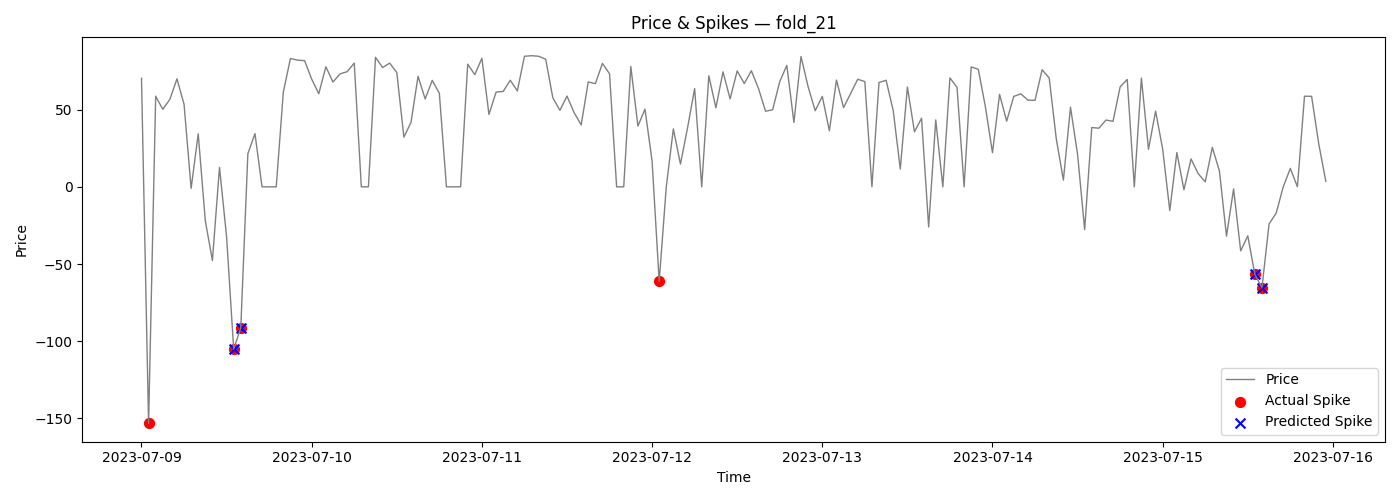 Price & Spikes — fold_21
Price
50
0
−50
−100
−150
Price
Actual Spike
Predicted Spike
2023-07-09 2023-07-10 2023-07-11 2023-07-12 2023-07-13 2023-07-14 2023-07-15 2023-07-16
Time